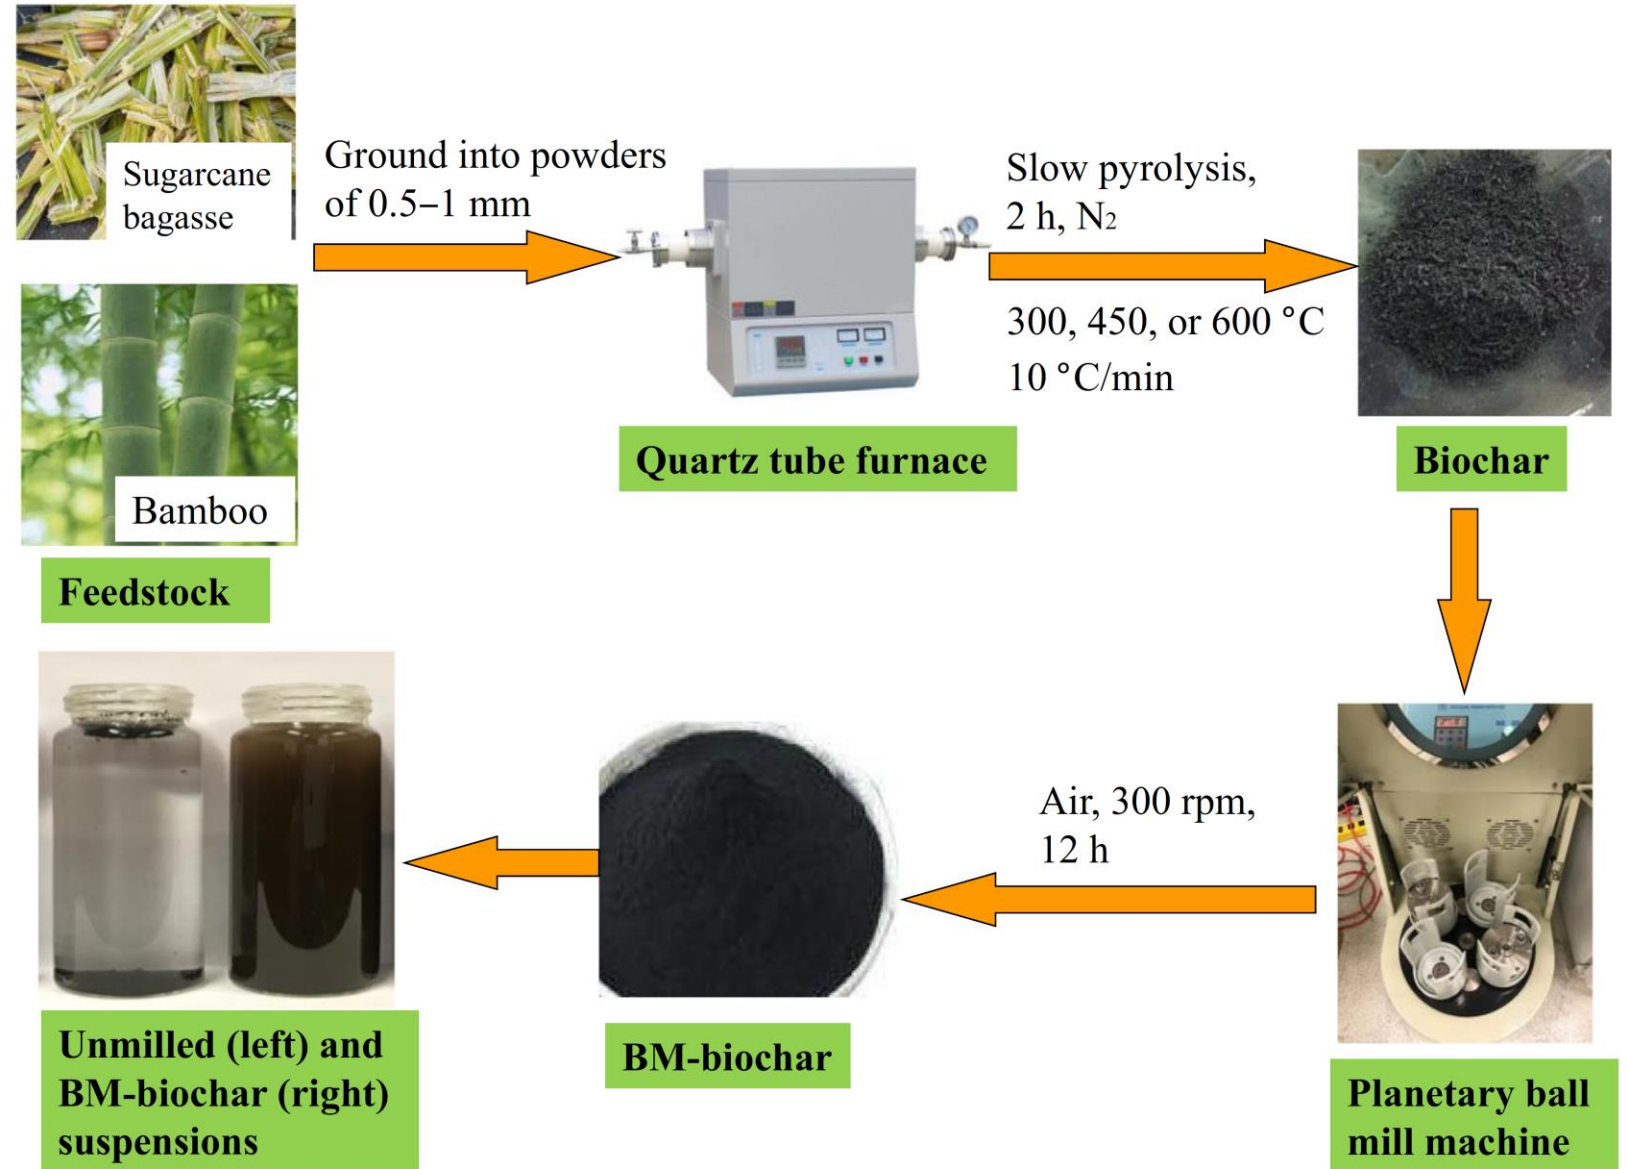 Sugarcane
bagasse
Bamboo
Feedstock
Ground into powders
of 0.5–1 mm
Quartz tube furnace
Slow pyrolysis,
2 h, N₂
300, 450, or 600 °C
10 °C/min
Biochar
Planetary ball
mill machine
Air, 300 rpm,
12 h
BM-biochar
Unmilled (left) and
BM-biochar (right)
suspensions